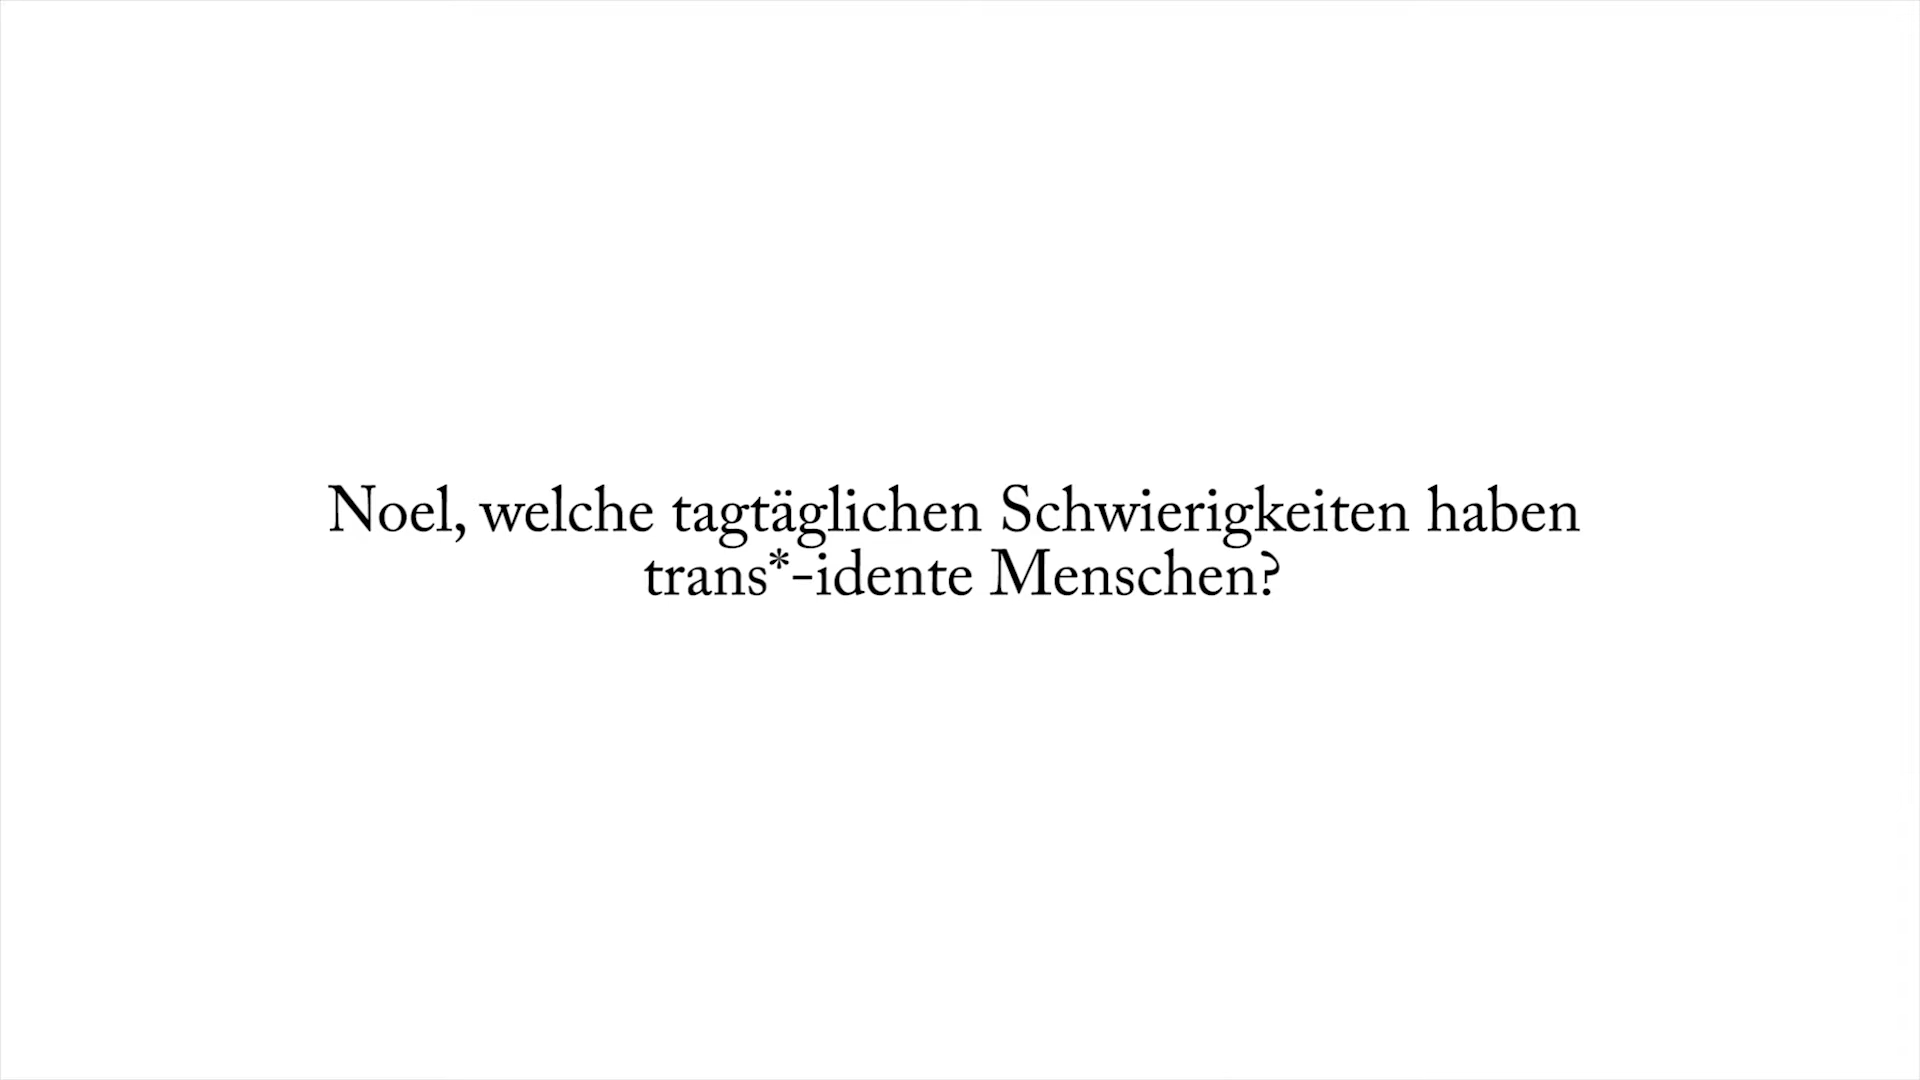 Noel, welche tagtäglichen Schwierigkeiten haben
trans*-idente Menschen?